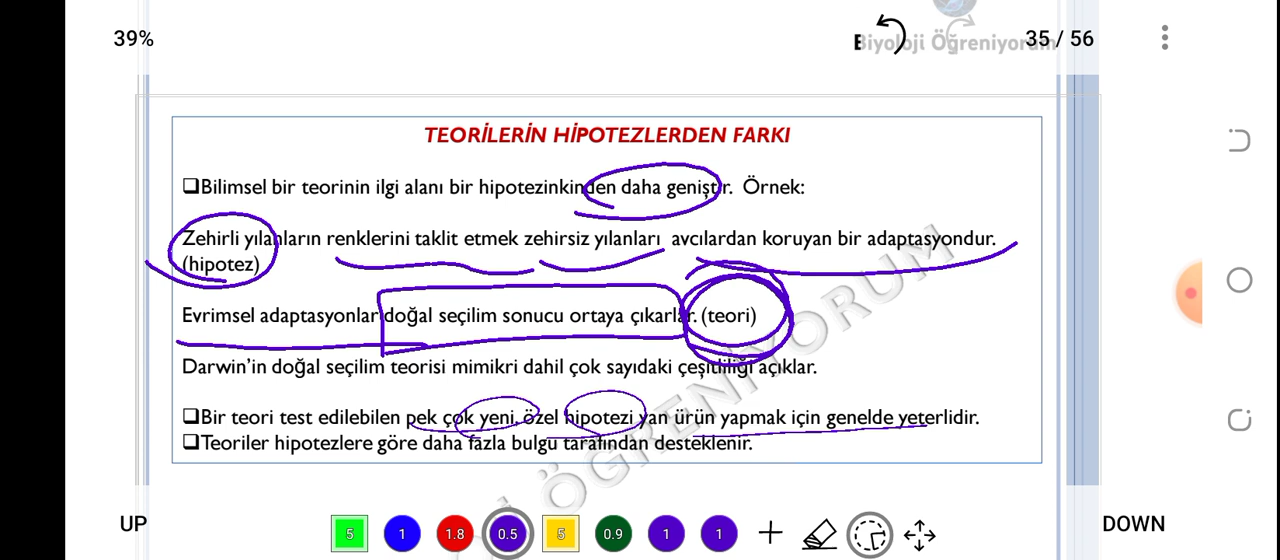 39%
Biyoloji Öğreniyorum
35 / 56
TEORİLERİN HİPOTEZLERDEN FARKI
❑Bilimsel bir teorinin ilgi alanı bir hipotezinkinden daha geniştir. Örnek:
Zehirli yılanların renklerini taklit etmek zehirsiz yılanları avcılardan koruyan bir adaptasyondur.
(hipotez)
Evrimsel adaptasyonlar doğal seçilim sonucu ortaya çıkarlar. (teori)
Darwin'in doğal seçilim teorisi mimikri dahil çok sayıdaki çeşitliliği açıklar.
❑Bir teori test edilebilen pek çok yeni, özel hipotezi yan ürün yapmak için genelde yeterlidir.
❑Teoriler hipotezlere göre daha fazla bulgu tarafından desteklenir.
ÖĞRENİYORUM
UP
5 1 1.8 0.5 5 0.9 1 1
DOWN